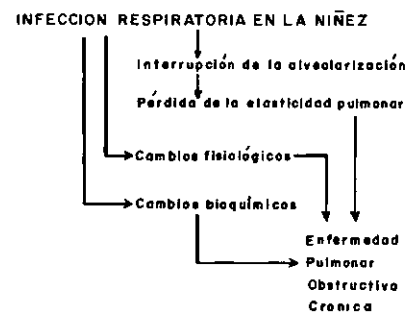 INFECCION RESPIRATORIA EN LA NIÑEZ
Interrupción de la alveolarización
Pérdida de la elasticidad pulmonar
Cambios fisiológicos
Cambios bioquímicos
Enfermedad
Pulmonar
Obstructiva
Cronica